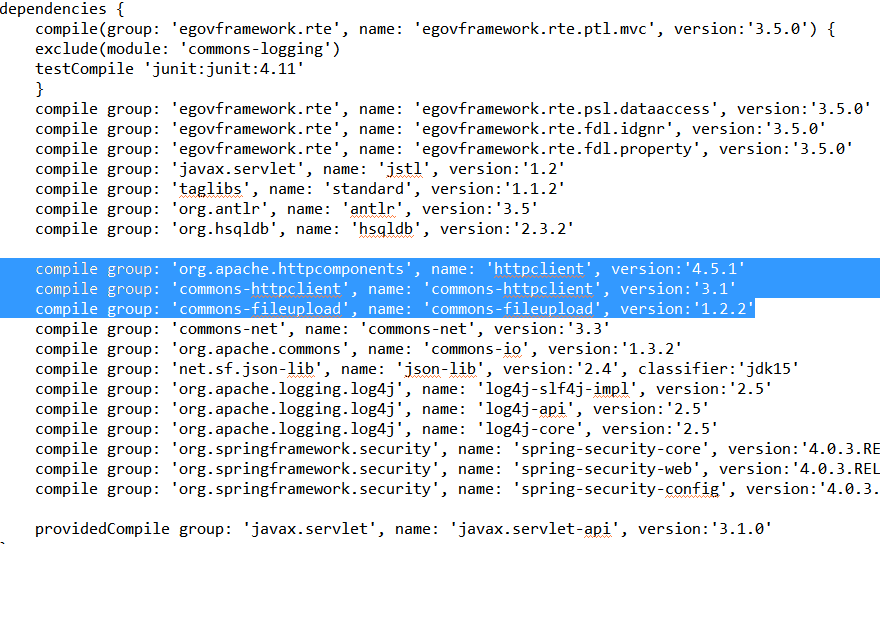 dependencies {
compile(group: 'egovframework.rte', name: 'egovframework.rte.ptl.mvc', version:'3.5.0') {
exclude(module: 'commons-logging')
testCompile 'junit:junit:4.11'
}
compile group: 'egovframework.rte', name: 'egovframework.rte.psl.dataaccess', version:'3.5.0'
compile group: 'egovframework.rte', name: 'egovframework.rte.fdl.idgnr', version:'3.5.0'
compile group: 'egovframework.rte', name: 'egovframework.rte.fdl.property', version:'3.5.0'
compile group: 'javax.servlet', name: 'jstl', version:'1.2'
compile group: 'taglibs', name: 'standard', version:'1.1.2'
compile group: 'org.antlr', name: 'antlr', version:'3.5'
compile group: 'org.hsqldb', name: 'hsqldb', version:'2.3.2'
compile group: 'org.apache.httpcomponents', name: 'httpclient', version:'4.5.1'
compile group: 'commons-httpclient', name: 'commons-httpclient', version:'3.1'
compile group: 'commons-fileupload', name: 'commons-fileupload', version:'1.2.2'
compile group: 'commons-net', name: 'commons-net', version:'3.3'
compile group: 'org.apache.commons', name: 'commons-io', version:'1.3.2'
compile group: 'net.sf.json-lib', name: 'json-lib', version:'2.4', classifier:'jdk15'
compile group: 'org.apache.logging.log4j', name: 'log4j-slf4j-impl', version:'2.5'
compile group: 'org.apache.logging.log4j', name: 'log4j-api', version:'2.5'
compile group: 'org.apache.logging.log4j', name: 'log4j-core', version:'2.5'
compile group: 'org.springframework.security', name: 'spring-security-core', version:'4.0.3.RE
compile group: 'org.springframework.security', name: 'spring-security-web', version:'4.0.3.REL
compile group: 'org.springframework.security', name: 'spring-security-config', version:'4.0.3.
providedCompile group: 'javax.servlet', name: 'javax.servlet-api', version:'3.1.0'